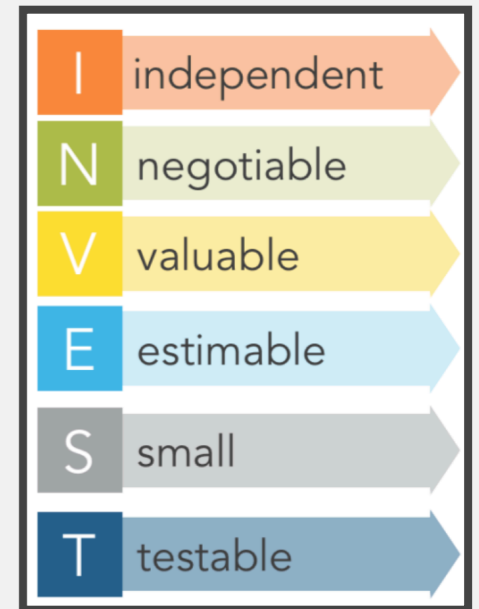 I independent
N negotiable
V valuable
E estimable
S small
T testable